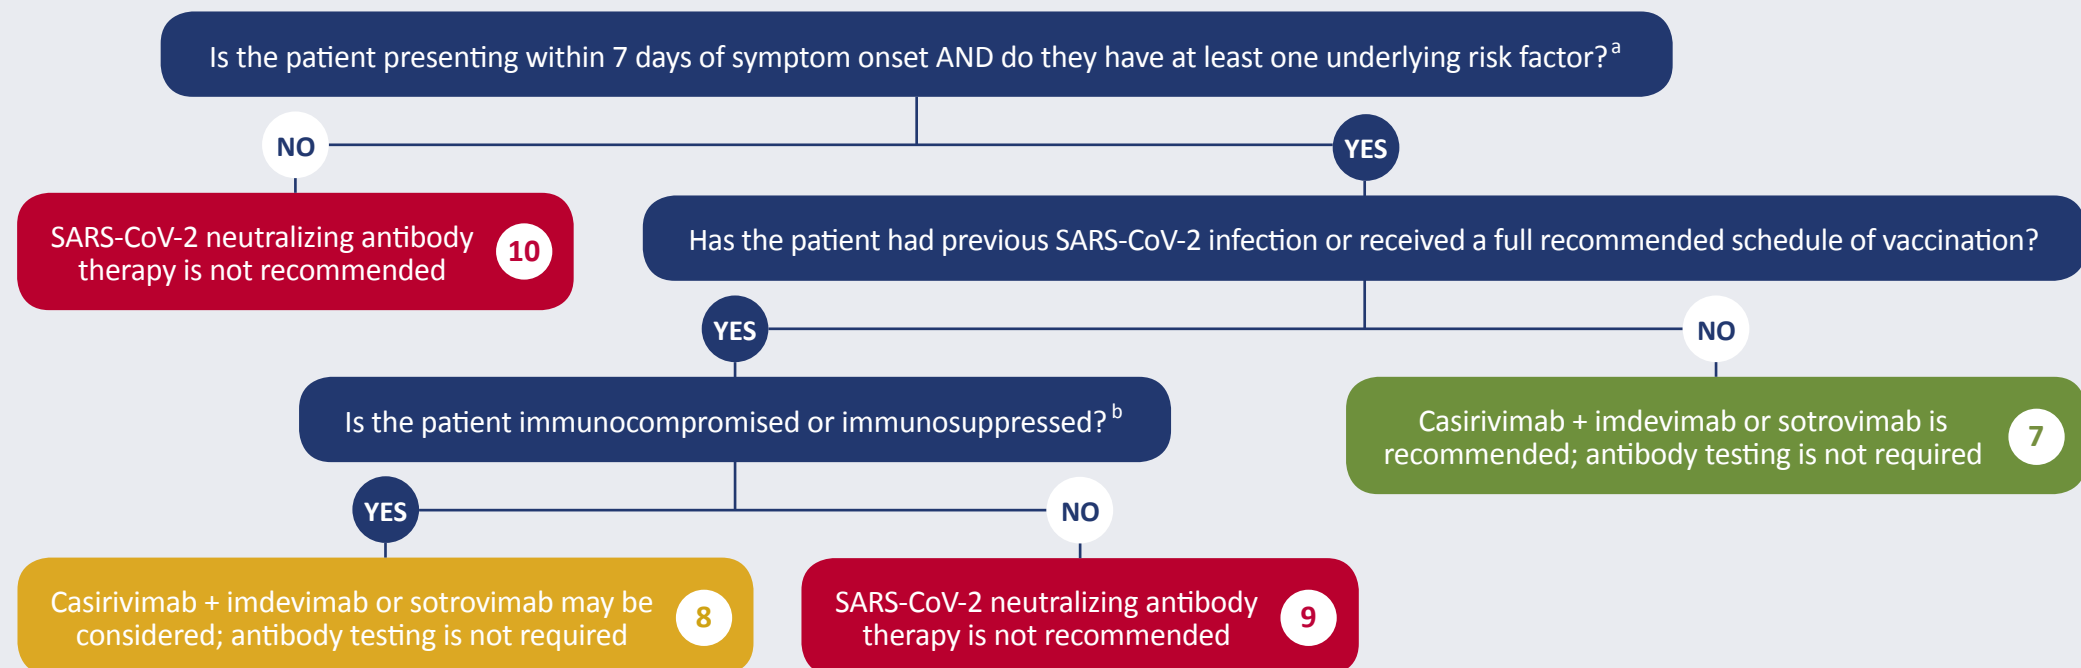 Is the patient presenting within 7 days of symptom onset AND do they have at least one underlying risk factor?ᵃ
NO
YES
SARS-CoV-2 neutralizing antibody
therapy is not recommended
10
Has the patient had previous SARS-CoV-2 infection or received a full recommended schedule of vaccination?
YES
NO
Is the patient immunocompromised or immunosuppressed?ᵇ
Casirivimab + imdevimab or sotrovimab is
recommended; antibody testing is not required
7
YES
NO
Casirivimab + imdevimab or sotrovimab may be
considered; antibody testing is not required
8
SARS-CoV-2 neutralizing antibody
therapy is not recommended
9